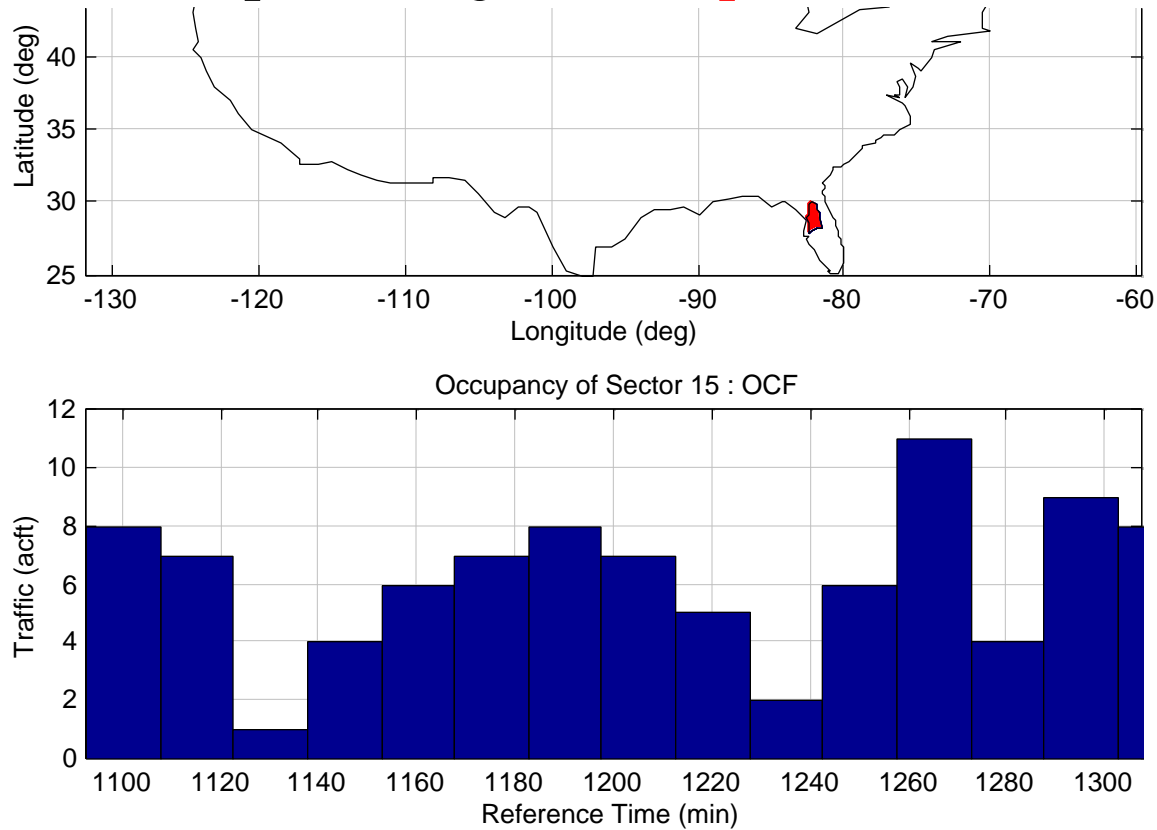 40
35
30
25
Latitude (deg)
-130 -120 -110 -100 -90 -80 -70 -60
Longitude (deg)
Occupancy of Sector 15 : OCF
12
10
8
6
4
2
0
Traffic (acft)
1100 1120 1140 1160 1180 1200 1220 1240 1260 1280 1300
Reference Time (min)